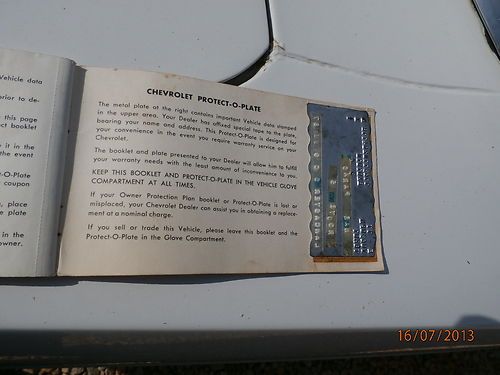 Vehicle data
prior to de-
this page
ct booklet
it in the
the event
-O-Plate
coupon
, place
e plate
in the
owner.
CHEVROLET PROTECT-O-PLATE
The metal plate at the right contains important Vehicle data stamped
in the upper area. Your Dealer has affixed special tape to the plate,
bearing your name and address. This Protect-O-Plate is designed for
your convenience in the event you require warranty service on your
Chevrolet.
The booklet and plate presented to your Dealer will allow him to fulfill
your warranty needs with the least amount of inconvenience to you.
KEEP THIS BOOKLET AND PROTECT-O-PLATE IN THE VEHICLE GLOVE
COMPARTMENT AT ALL TIMES.
If your Owner Protection Plan booklet or Protect-O-Plate is lost or
misplaced, your Chevrolet Dealer can assist you in obtaining a replace-
ment at a nominal charge.
If you sell or trade this Vehicle, please leave this booklet and the
Protect-O-Plate in the Glove Compartment.
16/07/2013